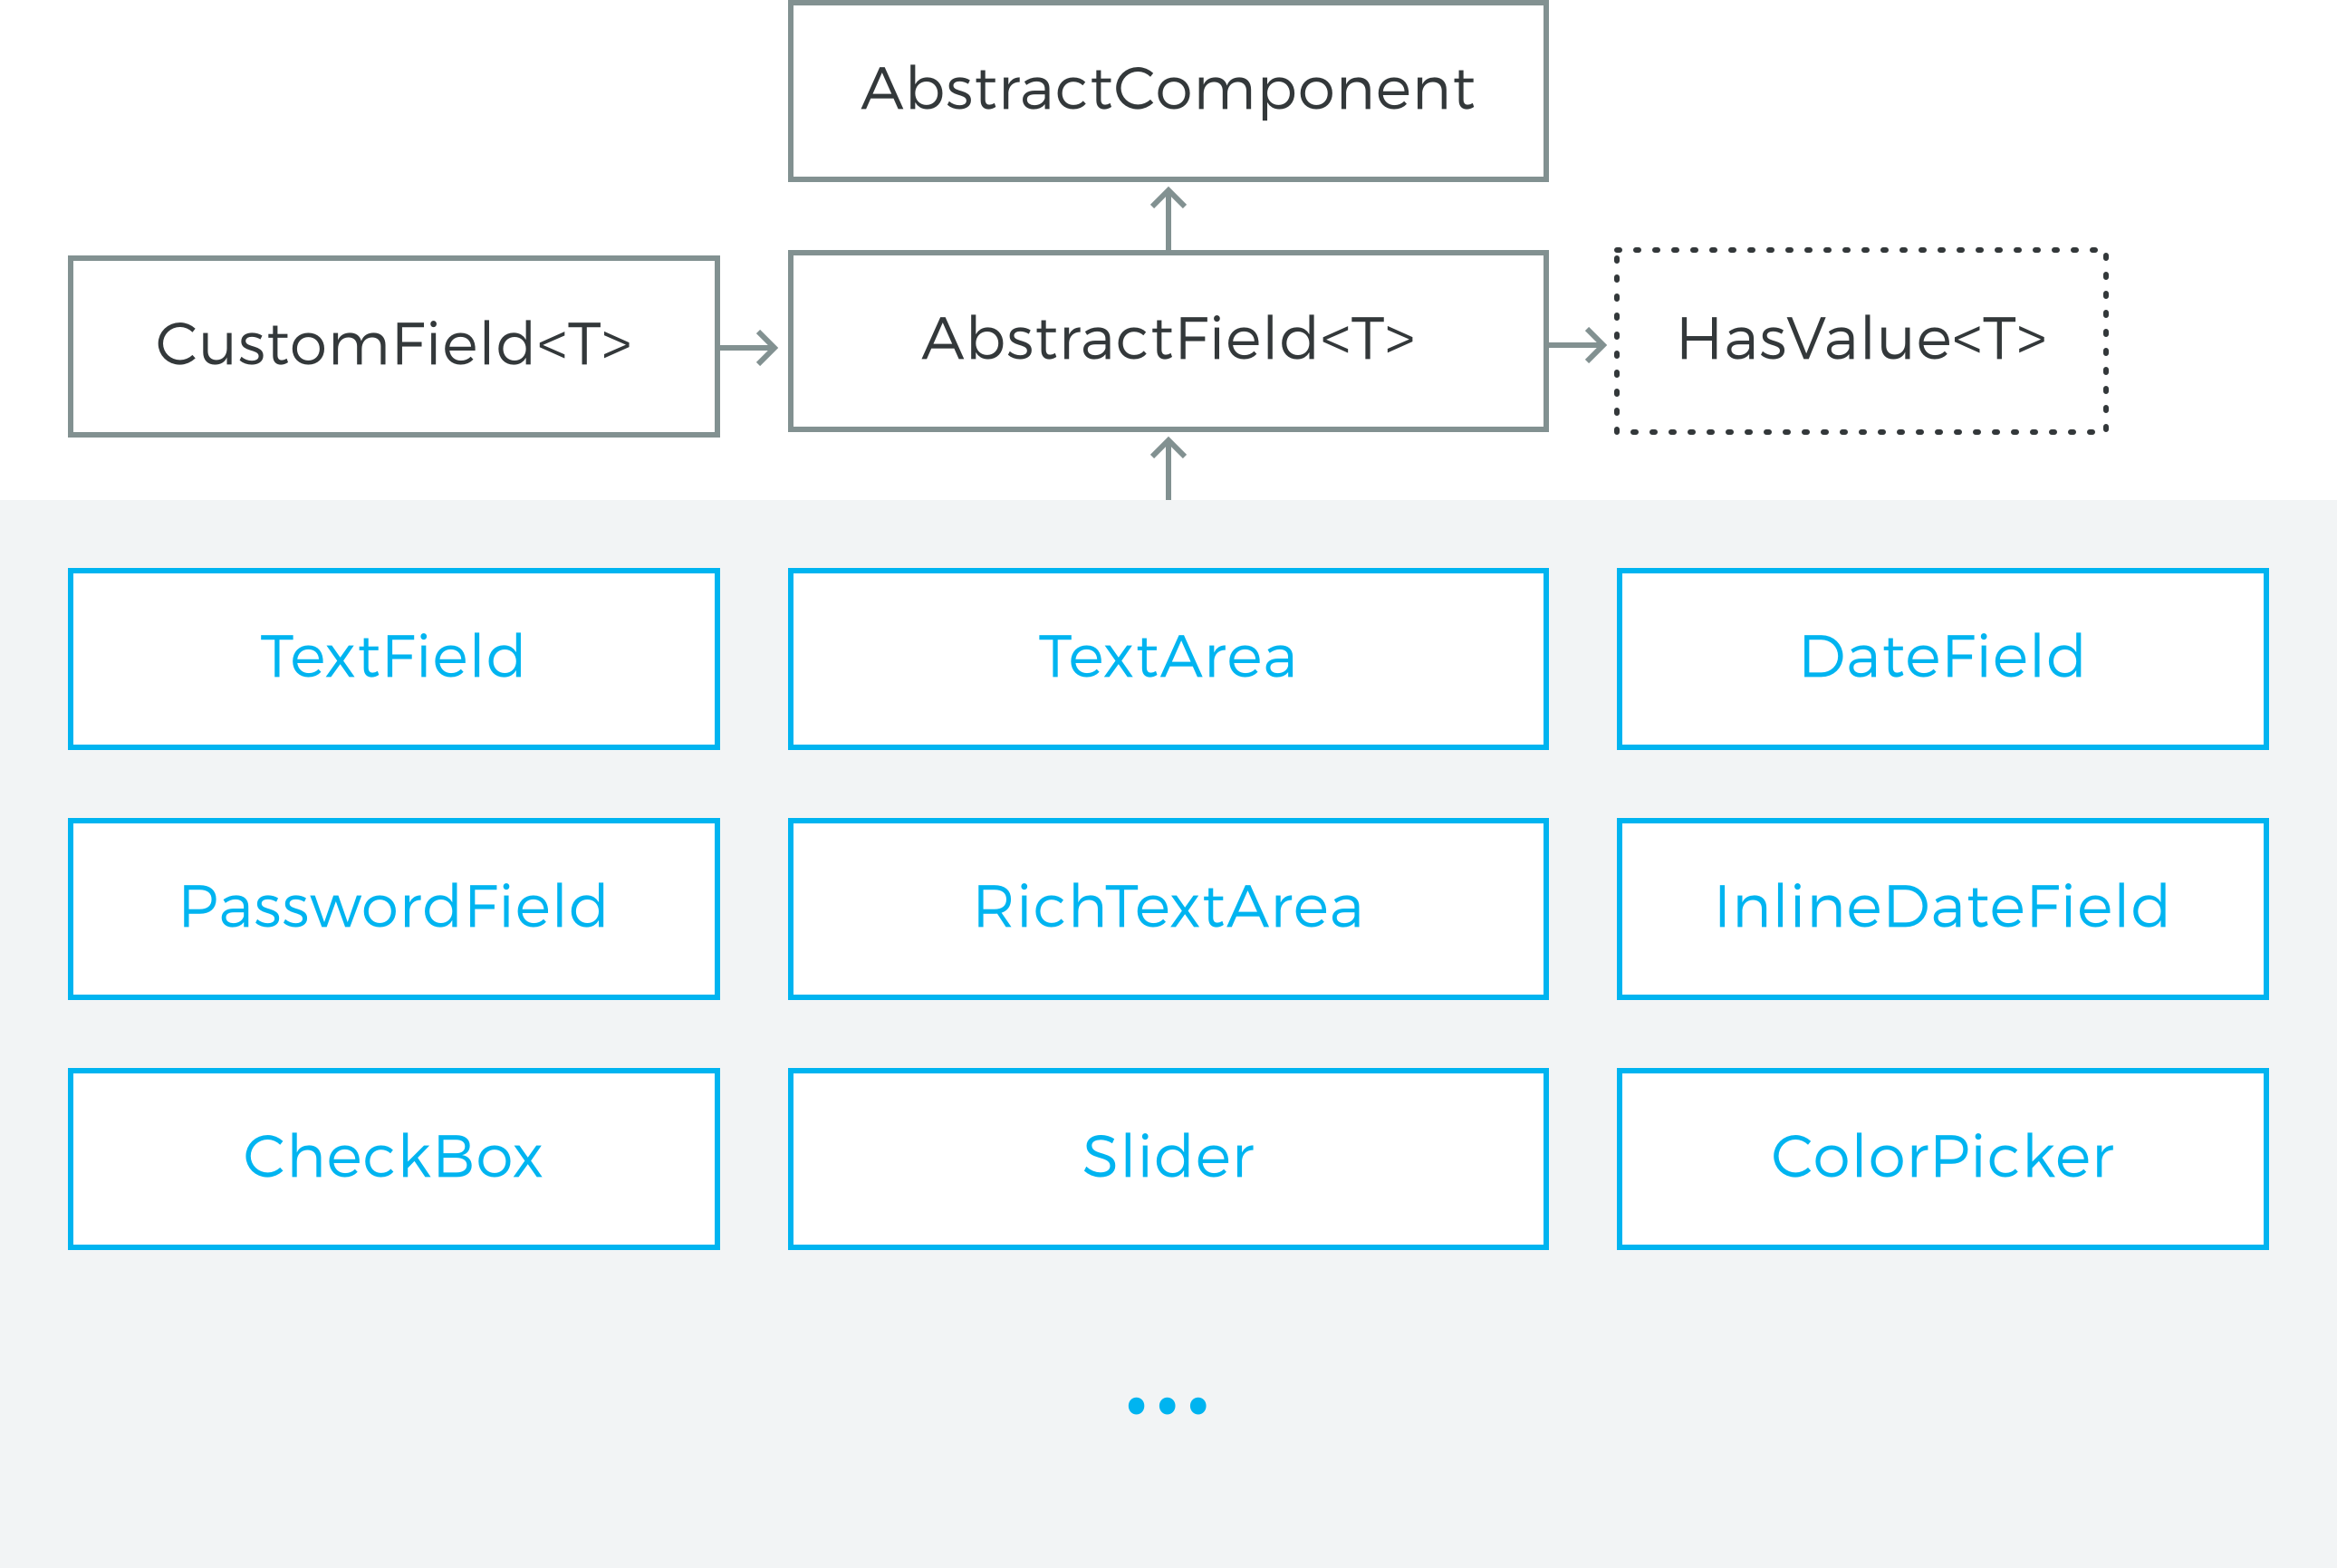 AbstractComponent
CustomField<T>
AbstractField<T>
HasValue<T>
TextField
TextArea
DateField
PasswordField
RichTextArea
InlineDateField
CheckBox
Slider
ColorPicker
...